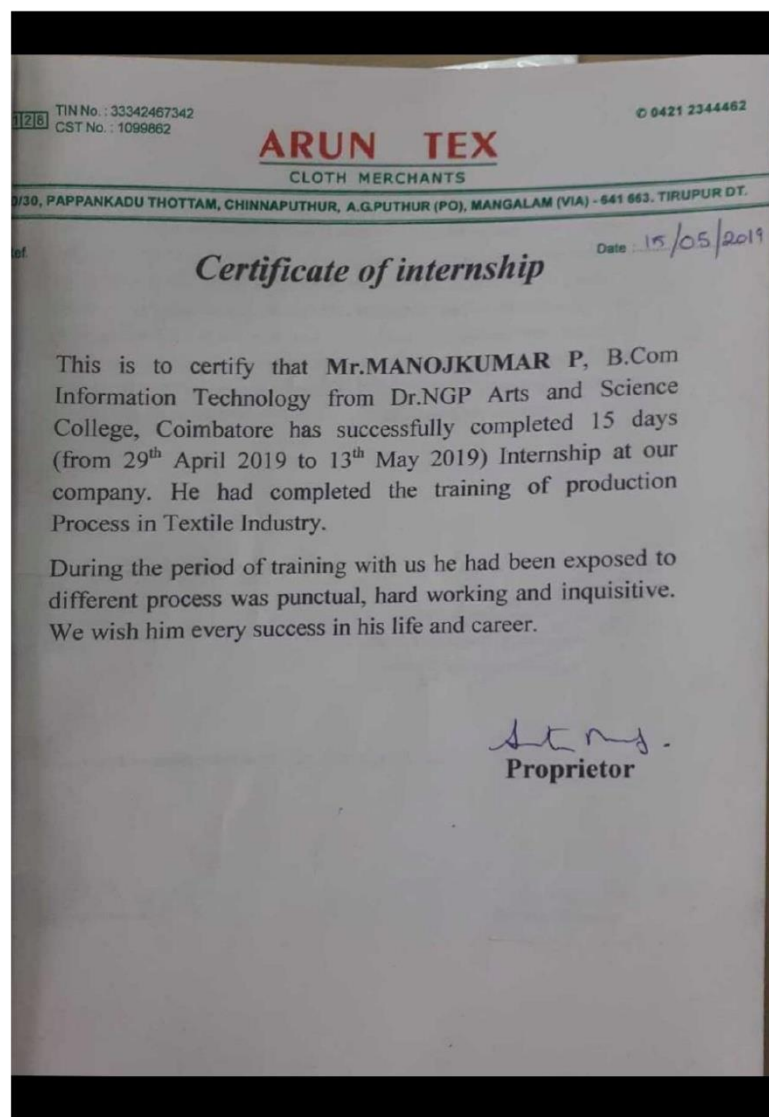 128 TIN No. : 33342467342
CST No. : 1099862
✆ 0421 2344462
ARUN TEX
CLOTH MERCHANTS
/30, PAPPANKADU THOTTAM, CHINNAPUTHUR, A.G.PUTHUR (PO), MANGALAM (VIA) - 641 663. TIRUPUR DT.
Date : 15/05/2019
Certificate of internship
This is to certify that Mr.MANOJKUMAR P, B.Com
Information Technology from Dr.NGP Arts and Science
College, Coimbatore has successfully completed 15 days
(from 29th April 2019 to 13th May 2019) Internship at our
company. He had completed the training of production
Process in Textile Industry.
During the period of training with us he had been exposed to
different process was punctual, hard working and inquisitive.
We wish him every success in his life and career.
Proprietor